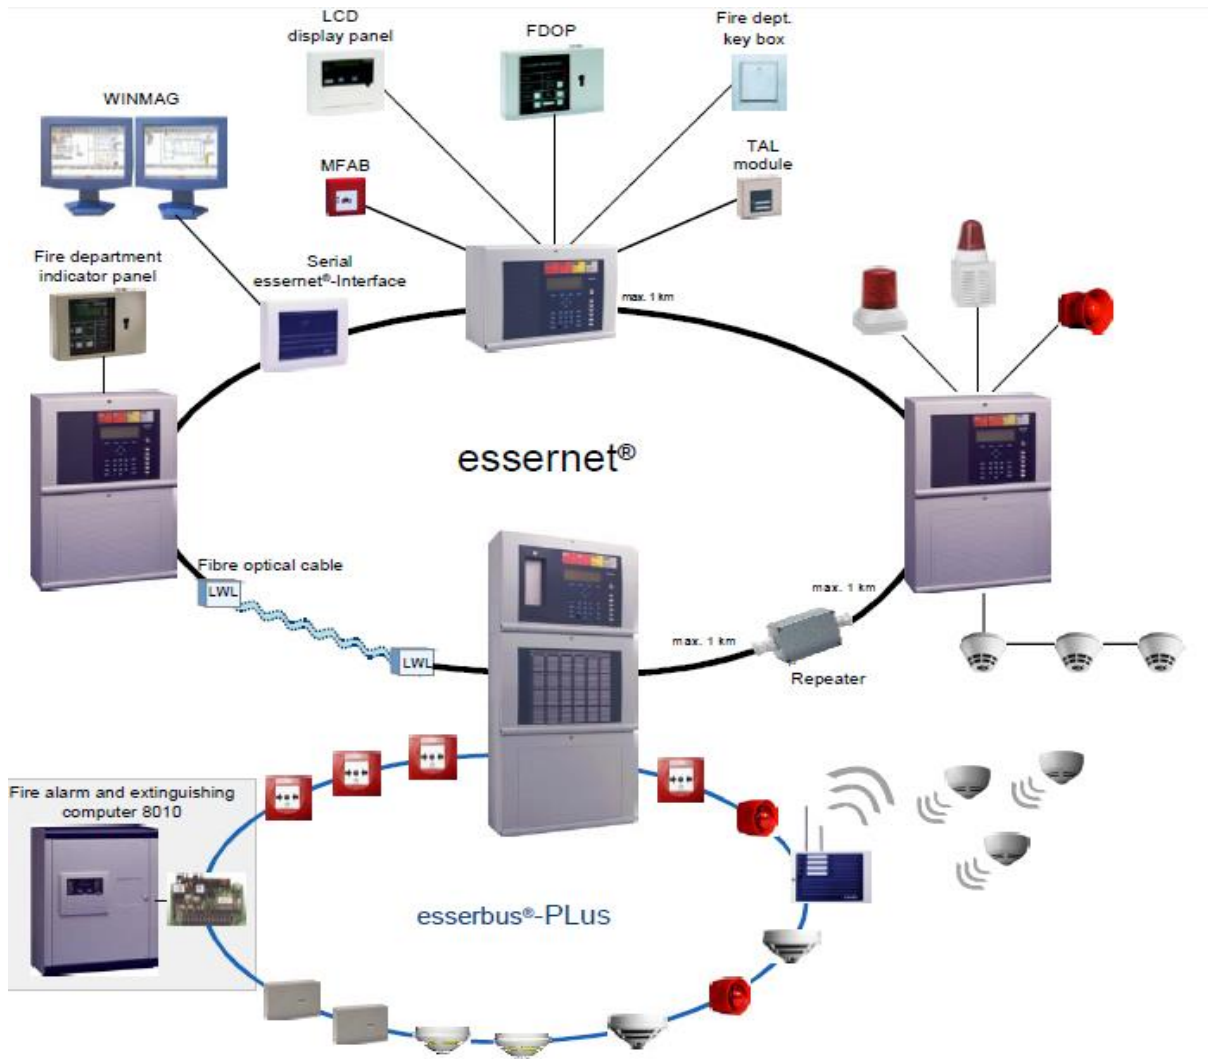 LCD
display panel
FDOP
Fire dept.
key box
WINMAG
MFAB
TAL
module
Fire department
indicator panel
Serial
essernet®-Interface
max. 1 km
essernet®
Fibre optical cable
LWL
max. 1 km
max. 1 km
LWL
Repeater
Fire alarm and extinguishing
computer 8010
esserbus®-PLus